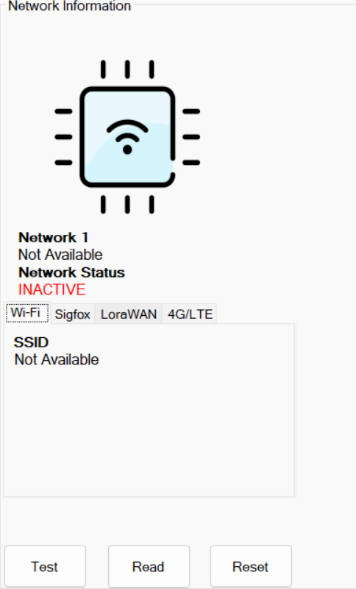 Network Information
Network 1
Not Available
Network Status
INACTIVE
Wi-Fi Sigfox LoraWAN 4G/LTE
SSID
Not Available
Test Read Reset